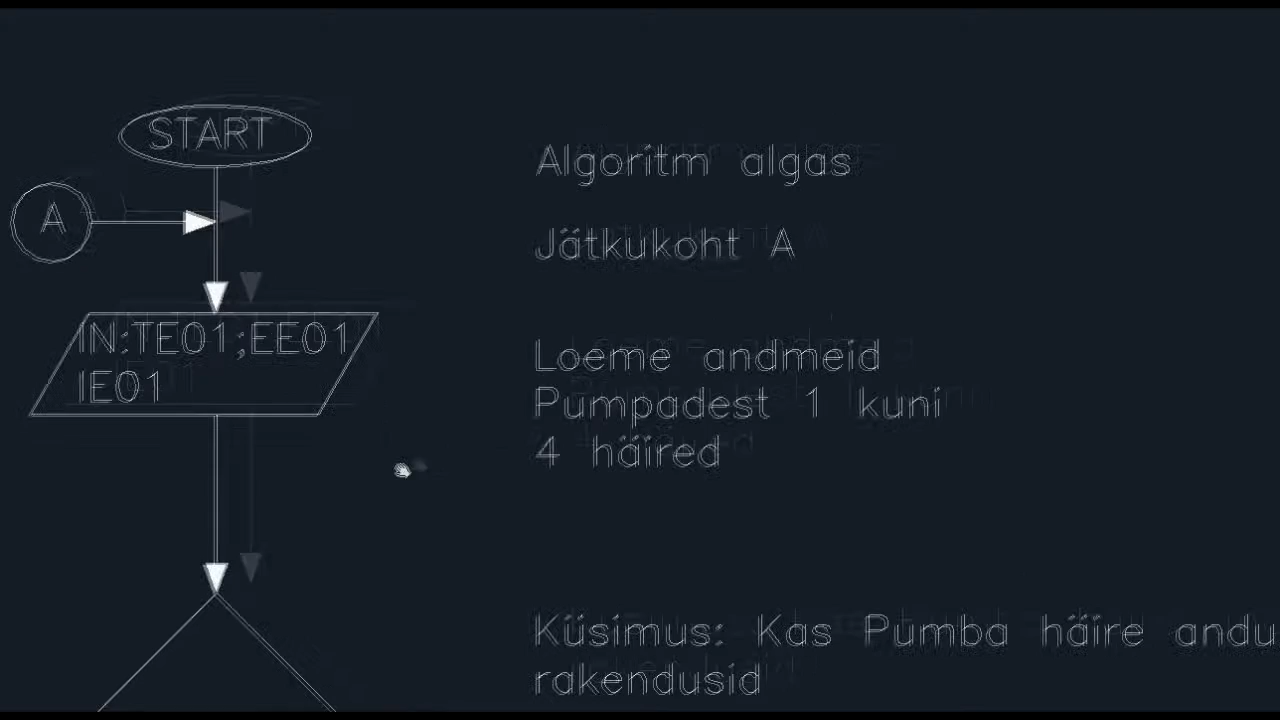 START
Algoritm algas
A
Jätkukoht A
IN:TE01;EE01
IE01
Loeme andmeid
Pumpadest 1 kuni
4 häired
Küsimus: Kas Pumba häire andu
rakendusid